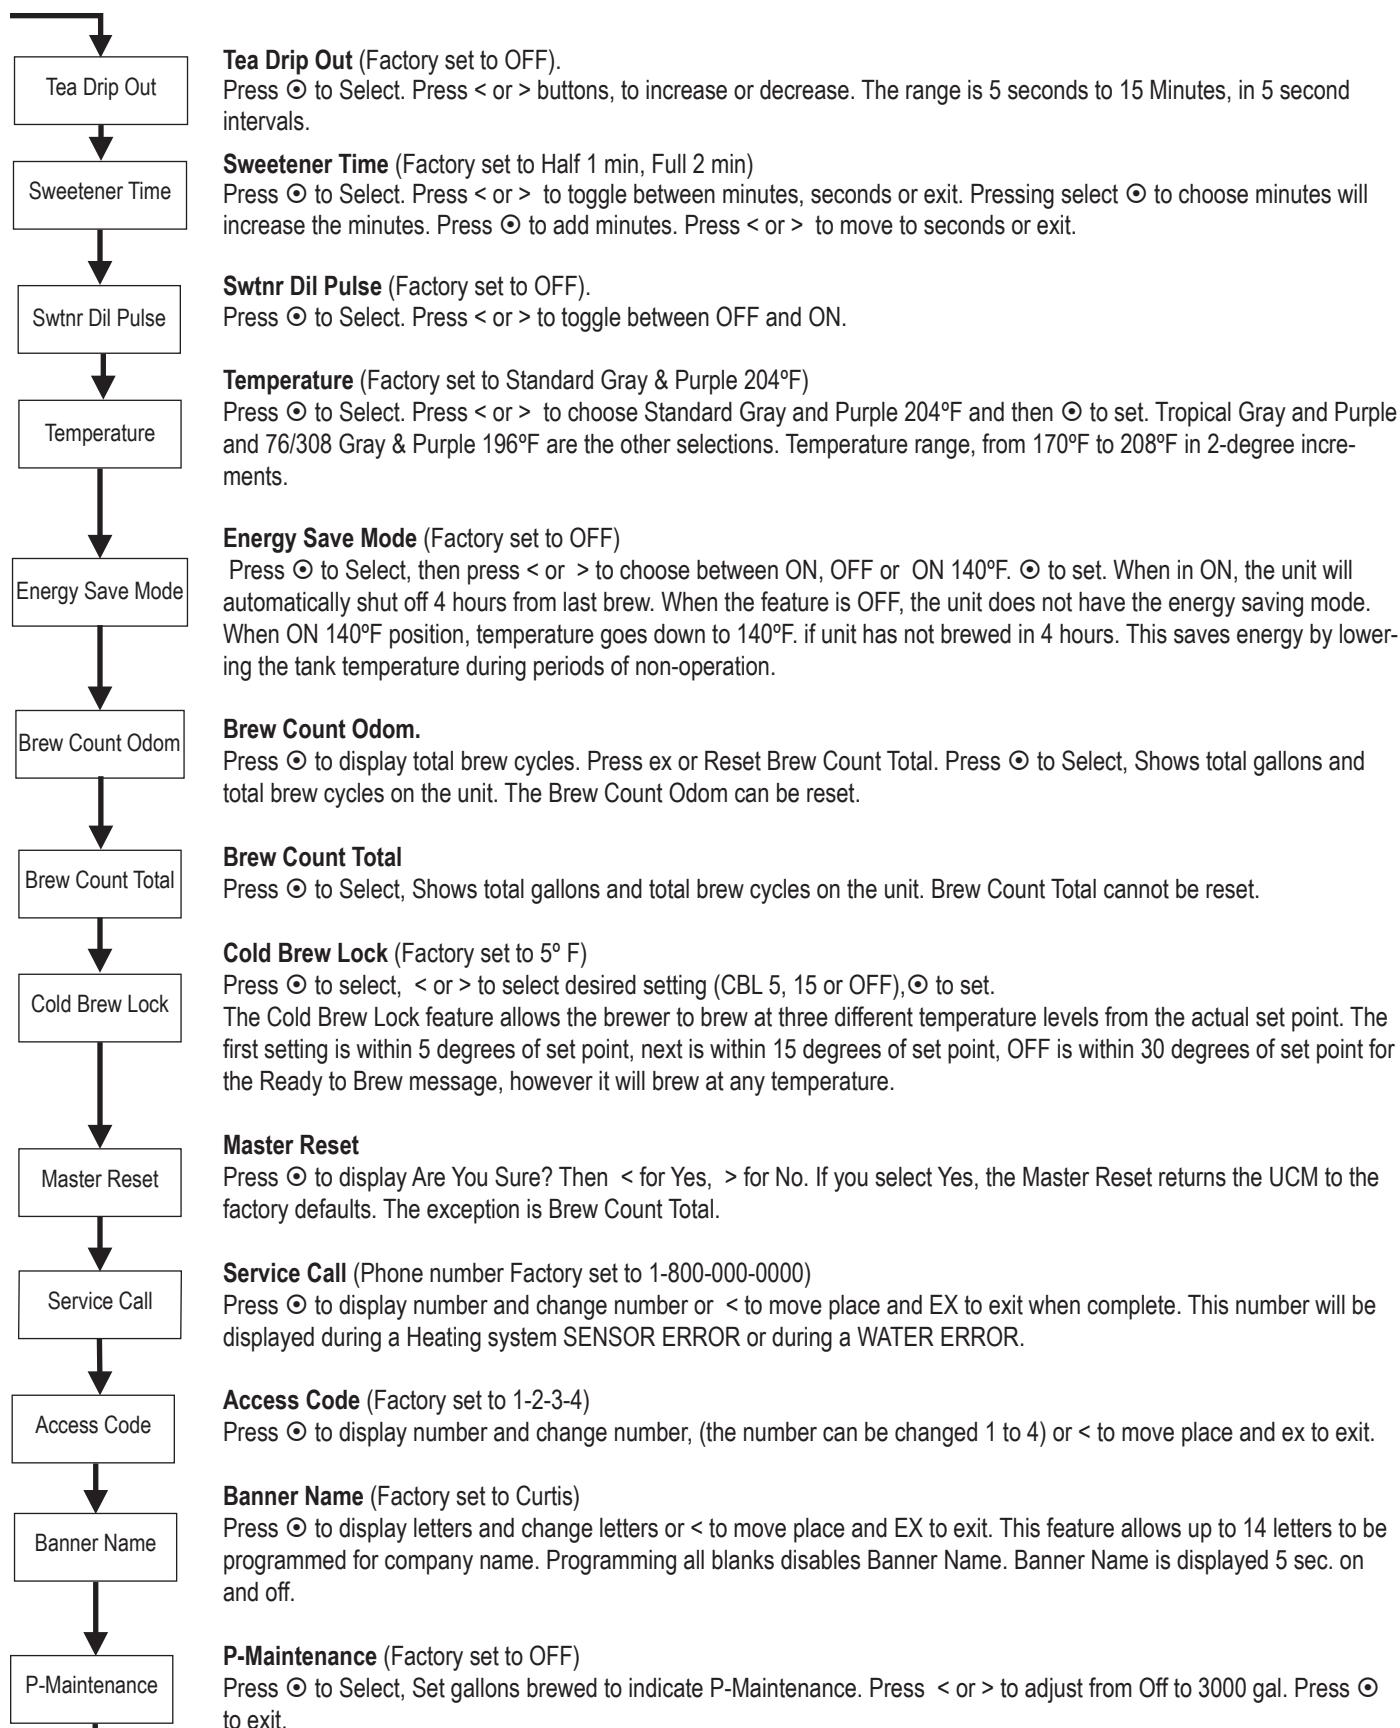 Tea Drip Out
Tea Drip Out (Factory set to OFF).
Press ⊙ to Select. Press < or > buttons, to increase or decrease. The range is 5 seconds to 15 Minutes, in 5 second
intervals.
Sweetener Time
Sweetener Time (Factory set to Half 1 min, Full 2 min)
Press ⊙ to Select. Press < or > to toggle between minutes, seconds or exit. Pressing select ⊙ to choose minutes will
increase the minutes. Press ⊙ to add minutes. Press < or > to move to seconds or exit.
Swtnr Dil Pulse
Swtnr Dil Pulse (Factory set to OFF).
Press ⊙ to Select. Press < or > to toggle between OFF and ON.
Temperature
Temperature (Factory set to Standard Gray & Purple 204ºF)
Press ⊙ to Select. Press < or > to choose Standard Gray and Purple 204ºF and then ⊙ to set. Tropical Gray and Purple
and 76/308 Gray & Purple 196ºF are the other selections. Temperature range, from 170ºF to 208ºF in 2-degree incre-
ments.
Energy Save Mode
Energy Save Mode (Factory set to OFF)
Press ⊙ to Select, then press < or > to choose between ON, OFF or ON 140ºF. ⊙ to set. When in ON, the unit will
automatically shut off 4 hours from last brew. When the feature is OFF, the unit does not have the energy saving mode.
When ON 140ºF position, temperature goes down to 140ºF. if unit has not brewed in 4 hours. This saves energy by lower-
ing the tank temperature during periods of non-operation.
Brew Count Odom
Brew Count Odom.
Press ⊙ to display total brew cycles. Press ex or Reset Brew Count Total. Press ⊙ to Select, Shows total gallons and
total brew cycles on the unit. The Brew Count Odom can be reset.
Brew Count Total
Brew Count Total
Press ⊙ to Select, Shows total gallons and total brew cycles on the unit. Brew Count Total cannot be reset.
Cold Brew Lock
Cold Brew Lock (Factory set to 5º F)
Press ⊙ to select, < or > to select desired setting (CBL 5, 15 or OFF),⊙ to set.
The Cold Brew Lock feature allows the brewer to brew at three different temperature levels from the actual set point. The
first setting is within 5 degrees of set point, next is within 15 degrees of set point, OFF is within 30 degrees of set point for
the Ready to Brew message, however it will brew at any temperature.
Master Reset
Master Reset
Press ⊙ to display Are You Sure? Then < for Yes, > for No. If you select Yes, the Master Reset returns the UCM to the
factory defaults. The exception is Brew Count Total.
Service Call
Service Call (Phone number Factory set to 1-800-000-0000)
Press ⊙ to display number and change number or < to move place and EX to exit when complete. This number will be
displayed during a Heating system SENSOR ERROR or during a WATER ERROR.
Access Code
Access Code (Factory set to 1-2-3-4)
Press ⊙ to display number and change number, (the number can be changed 1 to 4) or < to move place and ex to exit.
Banner Name
Banner Name (Factory set to Curtis)
Press ⊙ to display letters and change letters or < to move place and EX to exit. This feature allows up to 14 letters to be
programmed for company name. Programming all blanks disables Banner Name. Banner Name is displayed 5 sec. on
and off.
P-Maintenance
P-Maintenance (Factory set to OFF)
Press ⊙ to Select, Set gallons brewed to indicate P-Maintenance. Press < or > to adjust from Off to 3000 gal. Press ⊙
to exit.